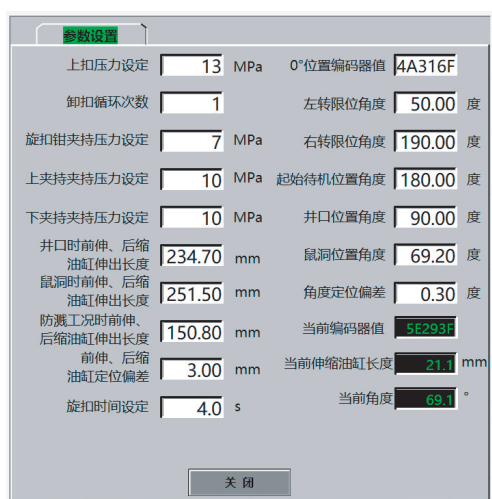 参数设置
上扣压力设定 13 MPa 0°位置编码器值 4A316F
卸扣循环次数 1 左转限位角度 50.00 度
旋扣钳夹持压力设定 7 MPa 右转限位角度 190.00 度
上夹持夹持压力设定 10 MPa 起始待机位置角度 180.00 度
下夹持夹持压力设定 10 MPa 井口位置角度 90.00 度
井口时前伸、后缩
油缸伸出长度 234.70 mm 鼠洞位置角度 69.20 度
鼠洞时前伸、后缩
油缸伸出长度 251.50 mm 角度定位偏差 0.30 度
防溅工况时前伸、
后缩油缸伸出长度 150.80 mm 当前编码器值 5E293F
前伸、后缩
油缸定位偏差 3.00 mm 当前伸缩油缸长度 21.1 mm
旋扣时间设定 4.0 s 当前角度 69.1 °
关闭